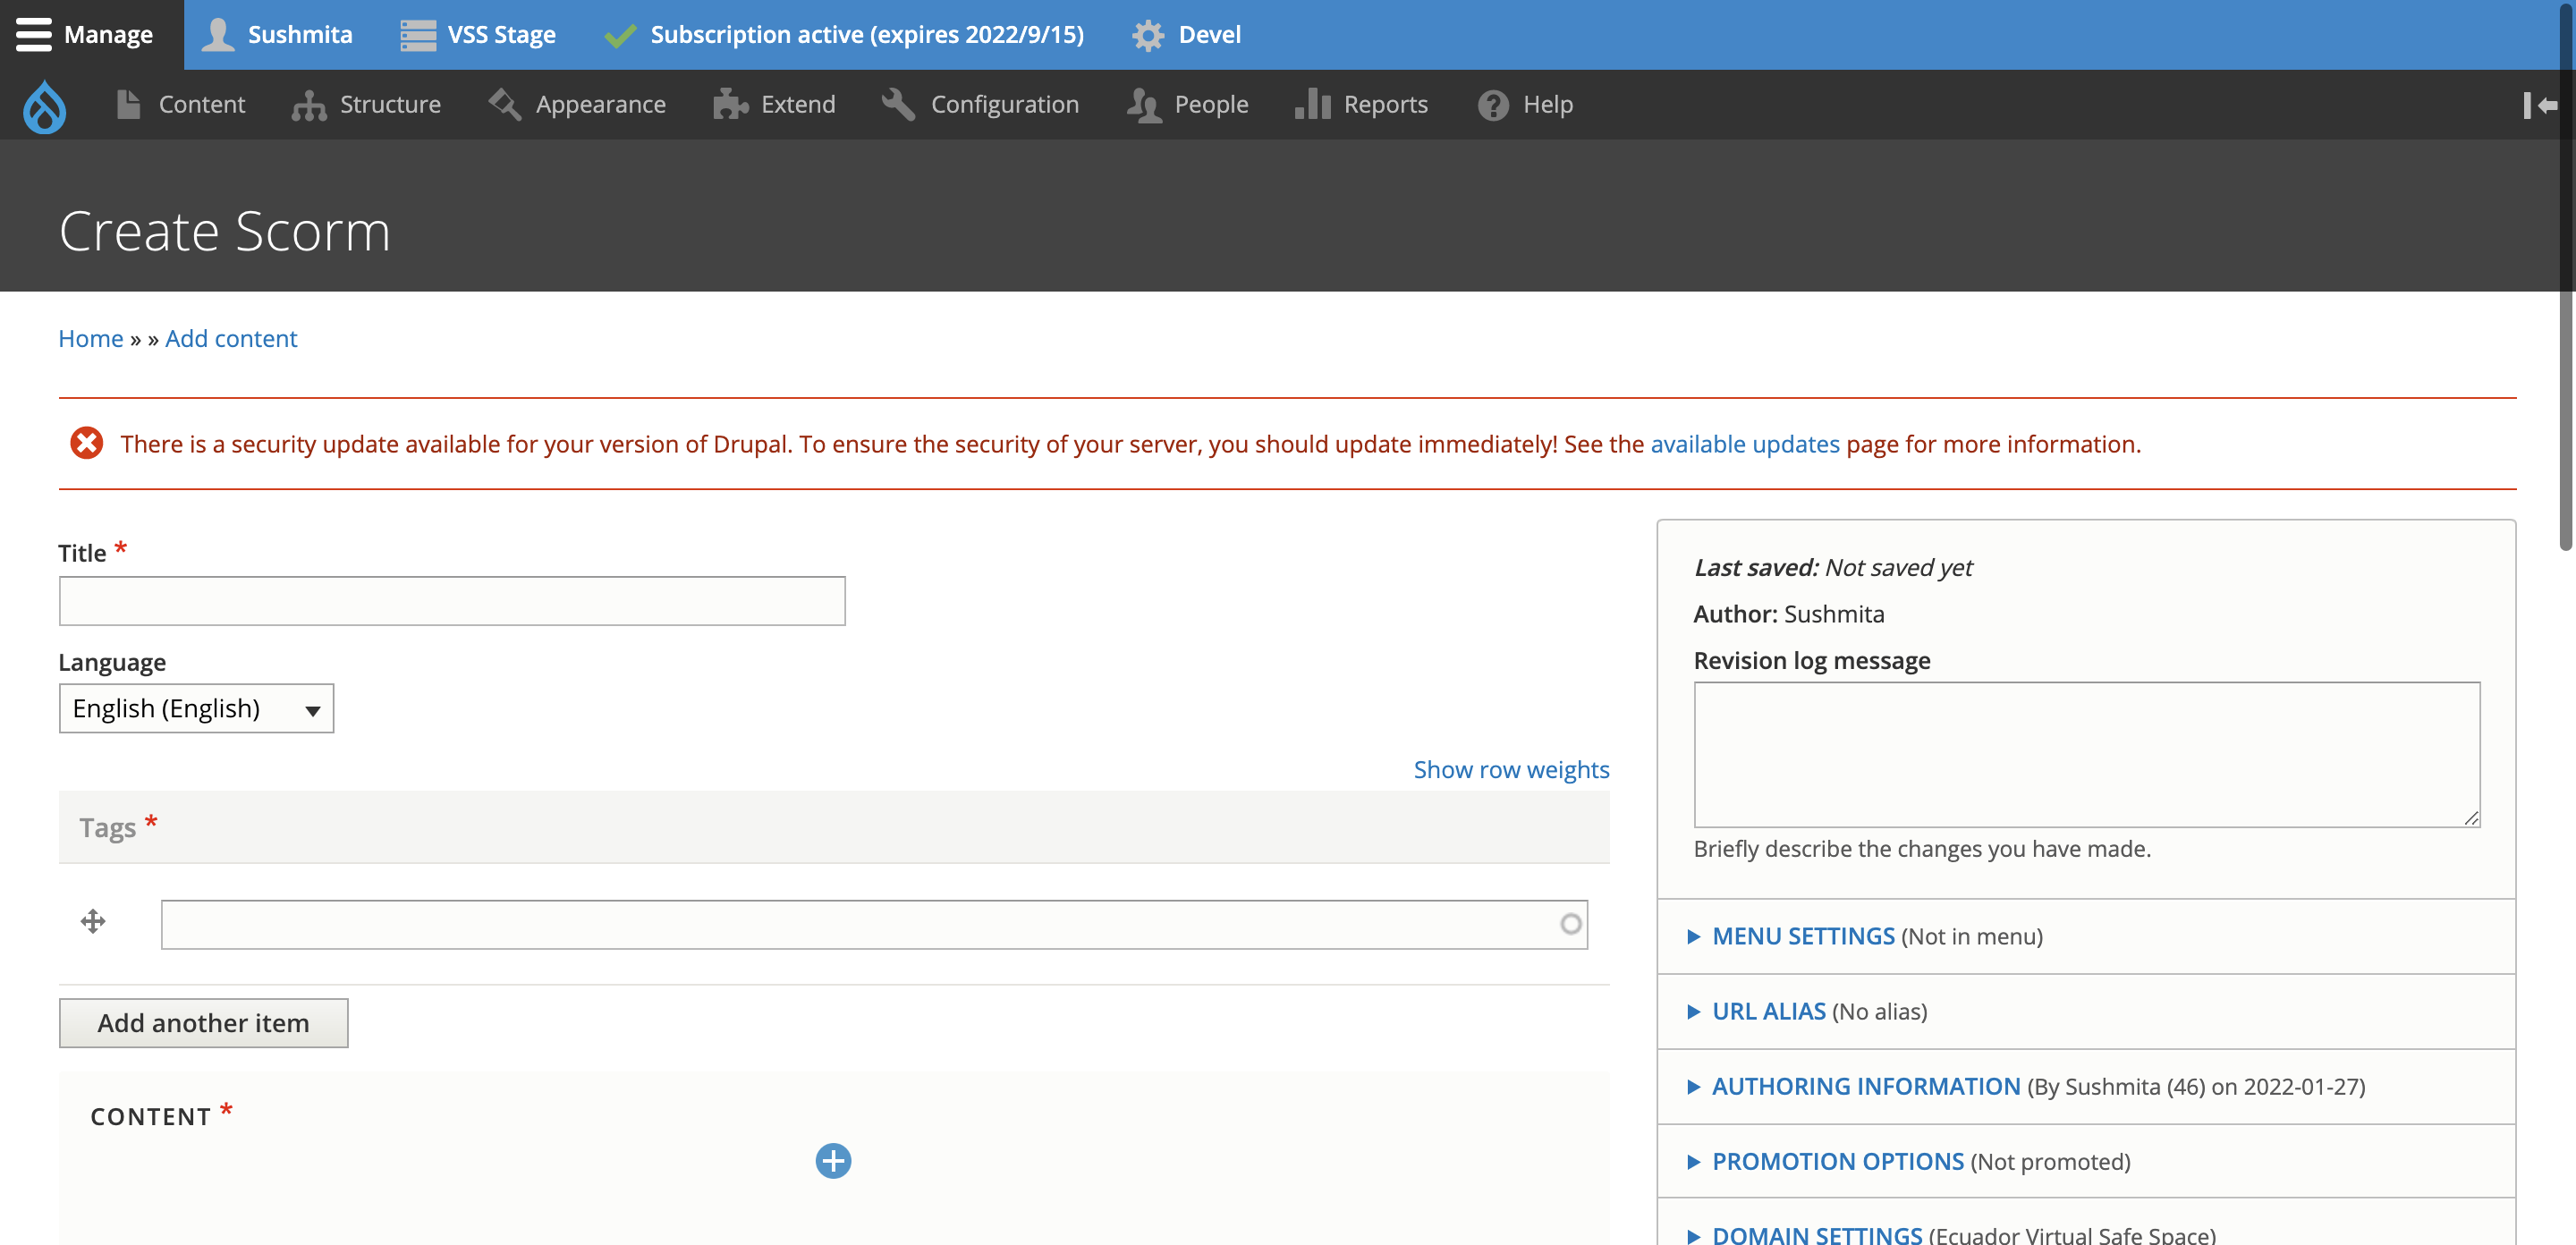 Manage Sushmita VSS Stage Subscription active (expires 2022/9/15) Devel
Content Structure Appearance Extend Configuration People Reports Help
Create Scorm
Home » » Add content
There is a security update available for your version of Drupal. To ensure the security of your server, you should update immediately! See the available updates page for more information.
Title *
Language
English (English)
Show row weights
Tags *
Add another item
CONTENT *
Last saved: Not saved yet
Author: Sushmita
Revision log message
Briefly describe the changes you have made.
MENU SETTINGS (Not in menu)
URL ALIAS (No alias)
AUTHORING INFORMATION (By Sushmita (46) on 2022-01-27)
PROMOTION OPTIONS (Not promoted)
DOMAIN SETTINGS (Ecuador Virtual Safe Space)